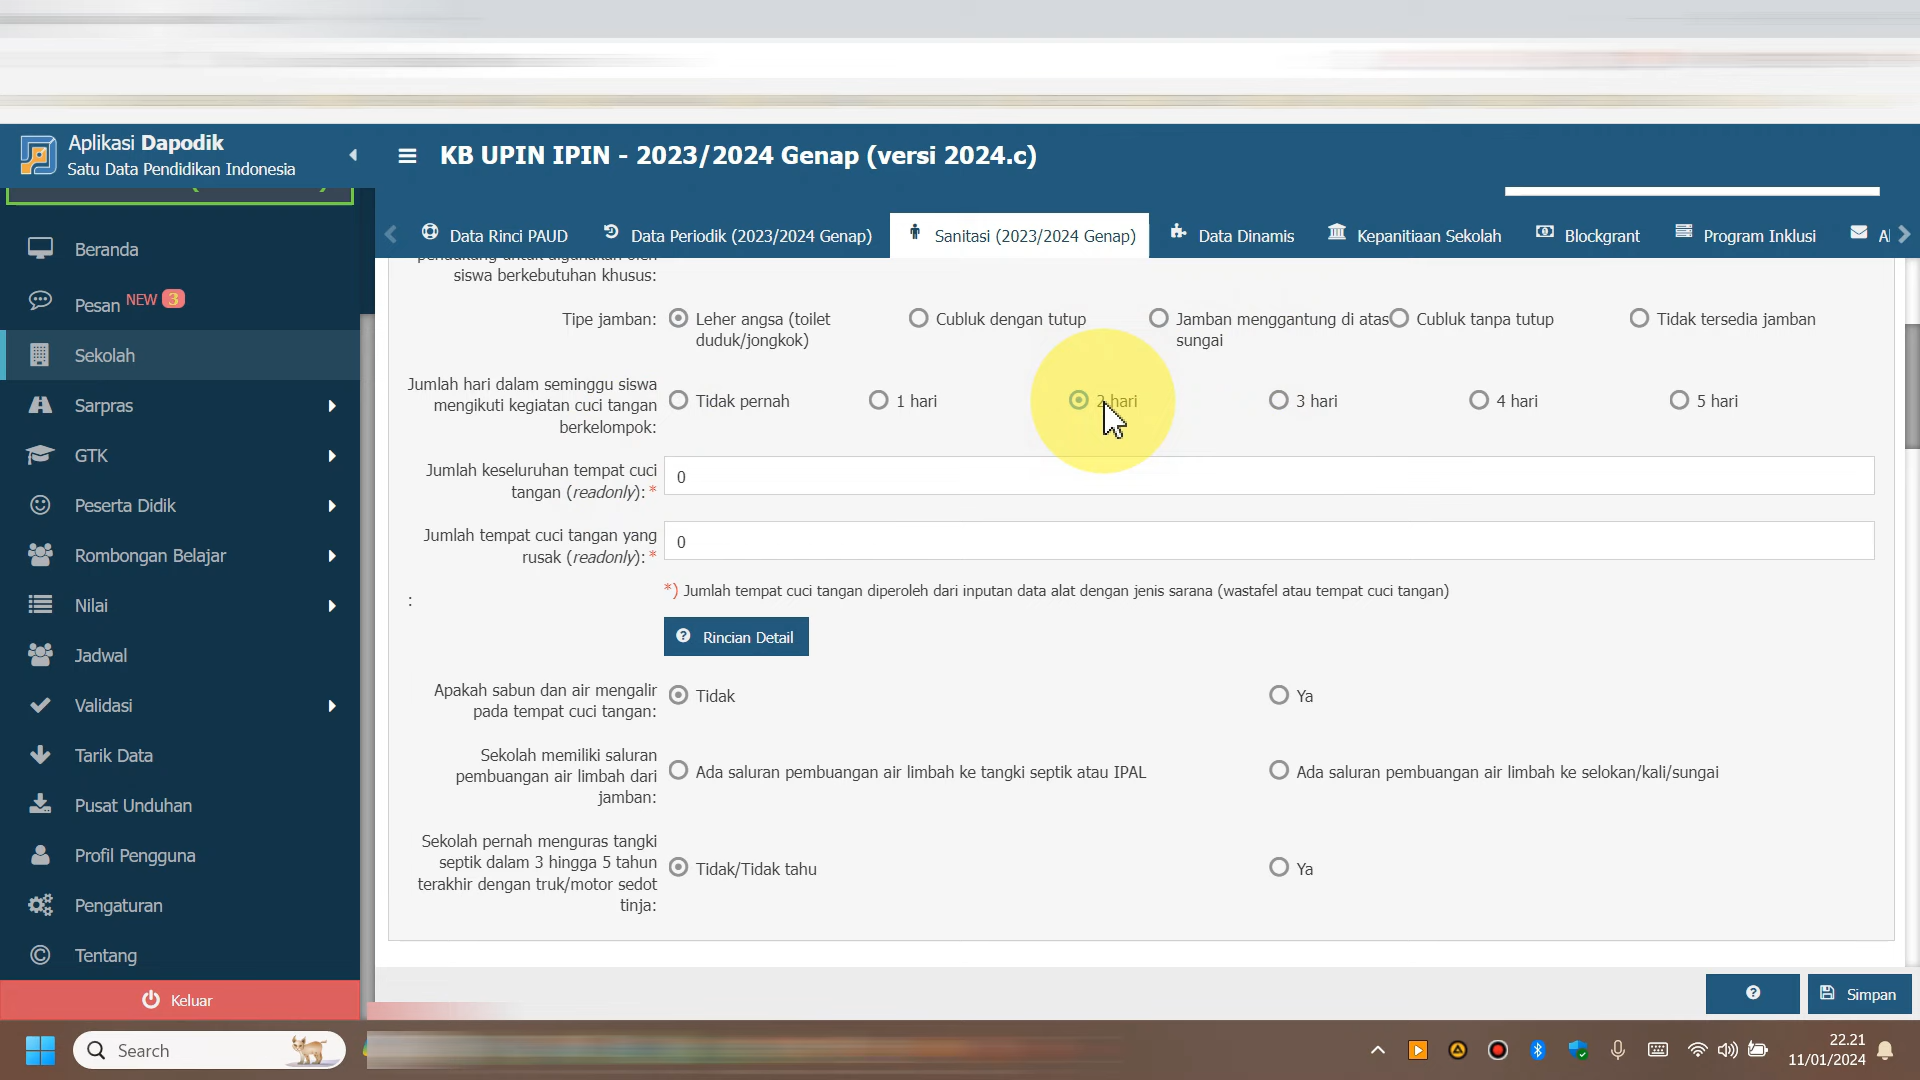 Aplikasi Dapodik
Satu Data Pendidikan Indonesia
KB UPIN IPIN - 2023/2024 Genap (versi 2024.c)
Data Rinci PAUD
Data Periodik (2023/2024 Genap)
Sanitasi (2023/2024 Genap)
Data Dinamis
Kepanitiaan Sekolah
Blockgrant
Program Inklusi
Beranda
Pesan NEW 3
Sekolah
Sarpras
GTK
Peserta Didik
Rombongan Belajar
Nilai
Jadwal
Validasi
Tarik Data
Pusat Unduhan
Profil Pengguna
Pengaturan
Tentang
Keluar
pendukung untuk digunakan oleh
siswa berkebutuhan khusus:
Tipe jamban:
Leher angsa (toilet
duduk/jongkok)
Cubluk dengan tutup
Jamban menggantung di atas
sungai
Cubluk tanpa tutup
Tidak tersedia jamban
Jumlah hari dalam seminggu siswa
mengikuti kegiatan cuci tangan
berkelompok:
Tidak pernah
1 hari
2 hari
3 hari
4 hari
5 hari
Jumlah keseluruhan tempat cuci
tangan (readonly): *
0
Jumlah tempat cuci tangan yang
rusak (readonly): *
0
:
*) Jumlah tempat cuci tangan diperoleh dari inputan data alat dengan jenis sarana (wastafel atau tempat cuci tangan)
Rincian Detail
Apakah sabun dan air mengalir
pada tempat cuci tangan:
Tidak
Ya
Sekolah memiliki saluran
pembuangan air limbah dari
jamban:
Ada saluran pembuangan air limbah ke tangki septik atau IPAL
Ada saluran pembuangan air limbah ke selokan/kali/sungai
Sekolah pernah menguras tangki
septik dalam 3 hingga 5 tahun
terakhir dengan truk/motor sedot
tinja:
Tidak/Tidak tahu
Ya
Simpan
Search
22.21
11/01/2024